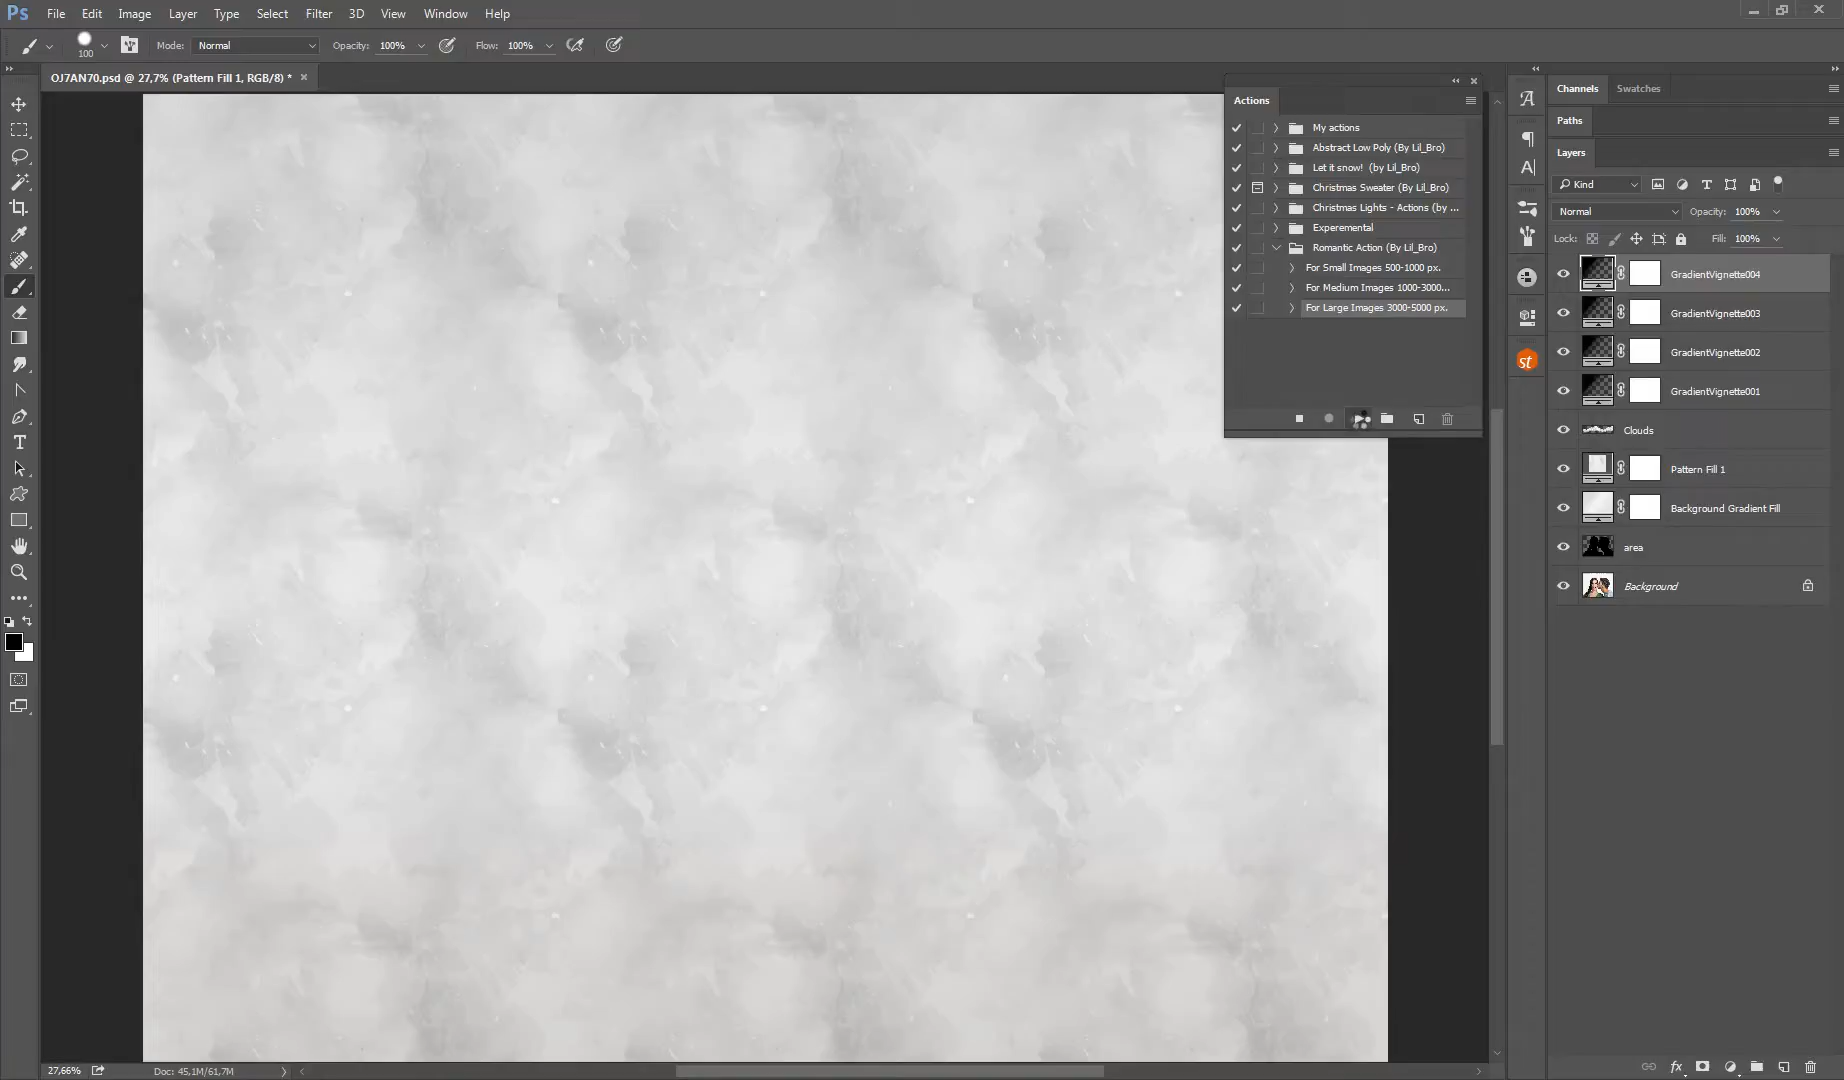 Ps File Edit Image Layer Type Select Filter 3D View Window Help
100 Mode: Normal Opacity: 100% Flow: 100%
OJ7AN70.psd @ 27,7% (Pattern Fill 1, RGB/8) *
Actions
My actions
Abstract Low Poly (By Lil_Bro)
Let it snow! (by Lil_Bro)
Christmas Sweater (By Lil_Bro)
Christmas Lights - Actions (by ...
Experemental
Romantic Action (By Lil_Bro)
For Small Images 500-1000 px.
For Medium Images 1000-3000...
For Large Images 3000-5000 px.
st
Channels Swatches
Paths
Layers
Kind
Normal Opacity: 100%
Lock: Fill: 100%
GradientVignette004
GradientVignette003
GradientVignette002
GradientVignette001
Clouds
Pattern Fill 1
Background Gradient Fill
area
Background
fx
27,66% Doc: 45,1M/61,7M